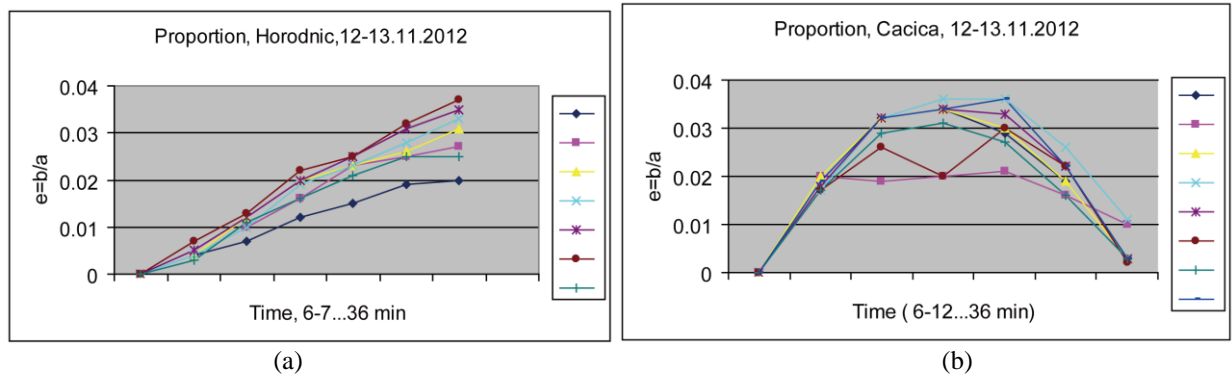 Proportion, Horodnic,12-13.11.2012
0.04
0.03
0.02
0.01
0
e=b/a
Time, 6-7...36 min
(a)
Proportion, Cacica, 12-13.11.2012
0.04
0.03
0.02
0.01
0
e=b/a
Time ( 6-12...36 min)
(b)